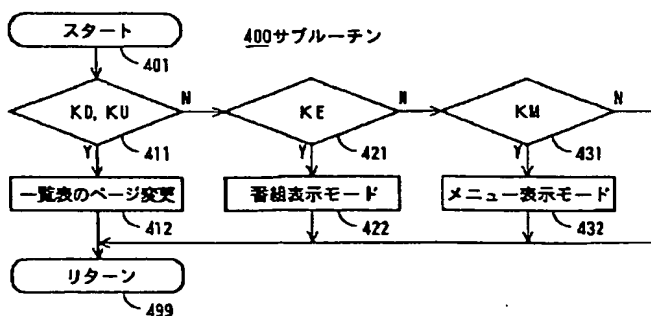 スタート
400サブルーチン
401
KD, KU
N
KE
N
KM
N
Y
411
Y
421
Y
431
一覧表のページ変更
番組表示モード
メニュー表示モード
412
422
432
リターン
499